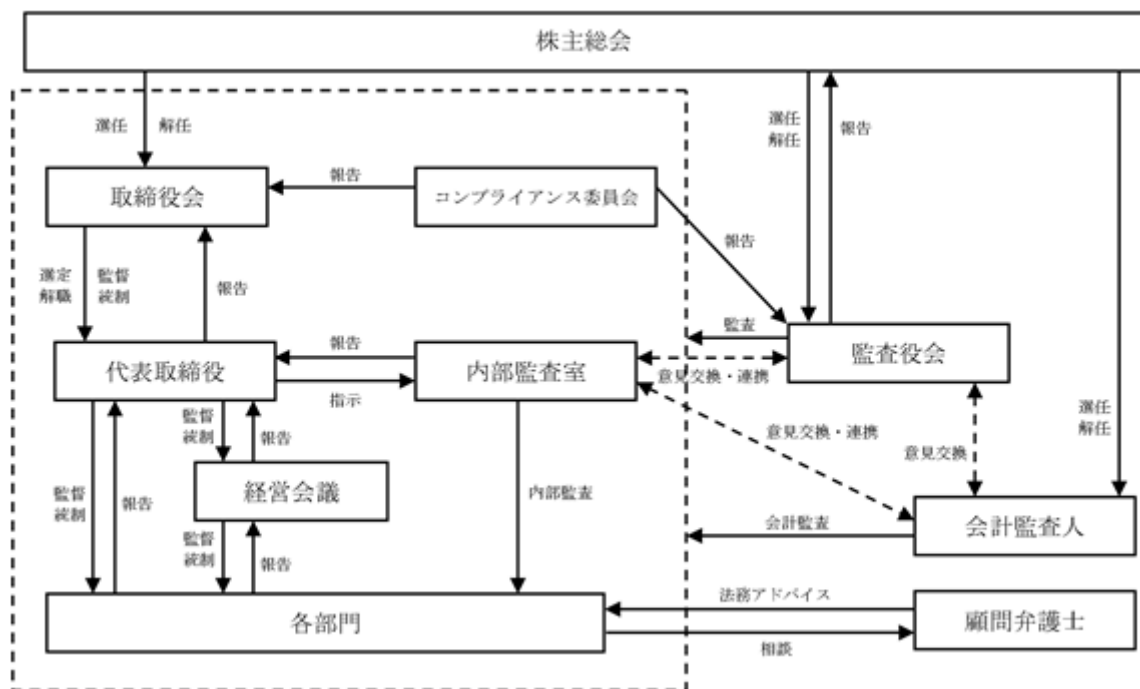 株主総会
選任
解任
選任
解任
報告
取締役会
報告
コンプライアンス委員会
報告
選定
解職
監督
統制
報告
監査
監査役会
代表取締役
報告
指示
内部監査室
意見交換・連携
選任
解任
監督
統制
報告
意見交換・連携
意見交換
経営会議
監督
統制
報告
内部監査
会計監査
会計監査人
監督
統制
報告
各部門
法務アドバイス
相談
顧問弁護士